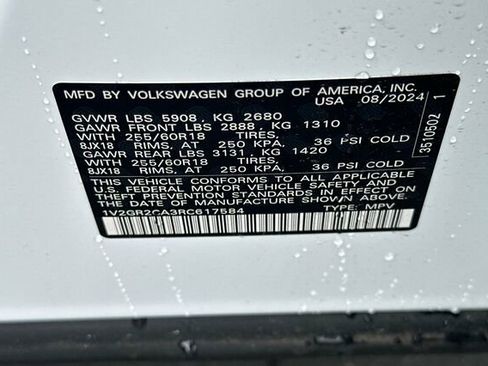 MFD BY VOLKSWAGEN GROUP OF AMERICA, INC.
USA 08/2024
GVWR LBS 5908, KG 2680
GAWR FRONT LBS 2888, KG 1310
WITH 255/60R18 TIRES,
8JX18 RIMS, AT 250 KPA, 36 PSI COLD
GAWR REAR LBS 3131, KG 1420
WITH 255/60R18 TIRES,
8JX18 RIMS, AT 250 KPA, 36 PSI COLD
THIS VEHICLE CONFORMS TO ALL APPLICABLE
U.S. FEDERAL MOTOR VEHICLE SAFETY AND
THEFT PREVENTION STANDARDS IN EFFECT ON
THE DATE OF MANUFACTURE SHOWN ABOVE.
1V2GR2CA3RC617584 TYPE: MPV
3510502 1